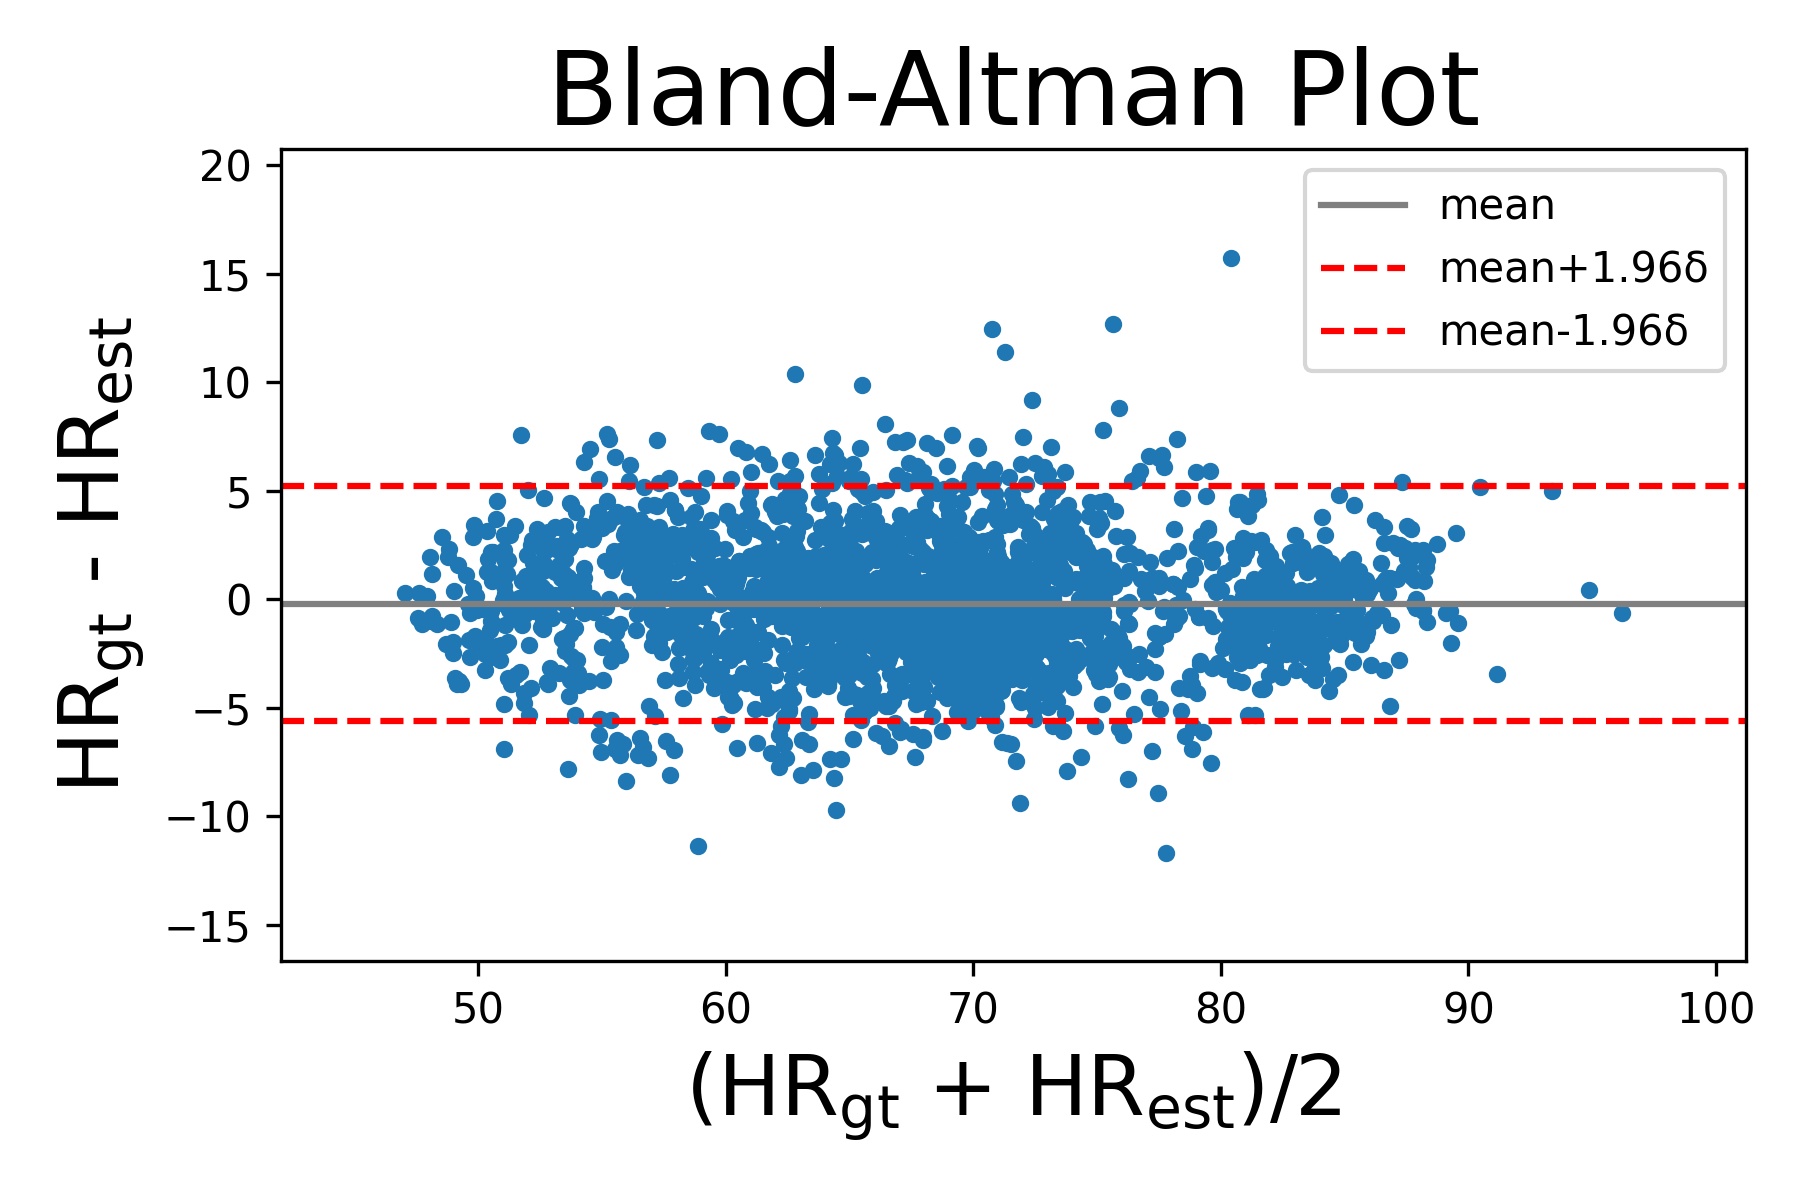 Bland-Altman Plot
mean
mean+1.96δ
mean-1.96δ
20
15
10
5
0
−5
−10
−15
HRgt - HRest
50 60 70 80 90 100
(HRgt + HRest)/2